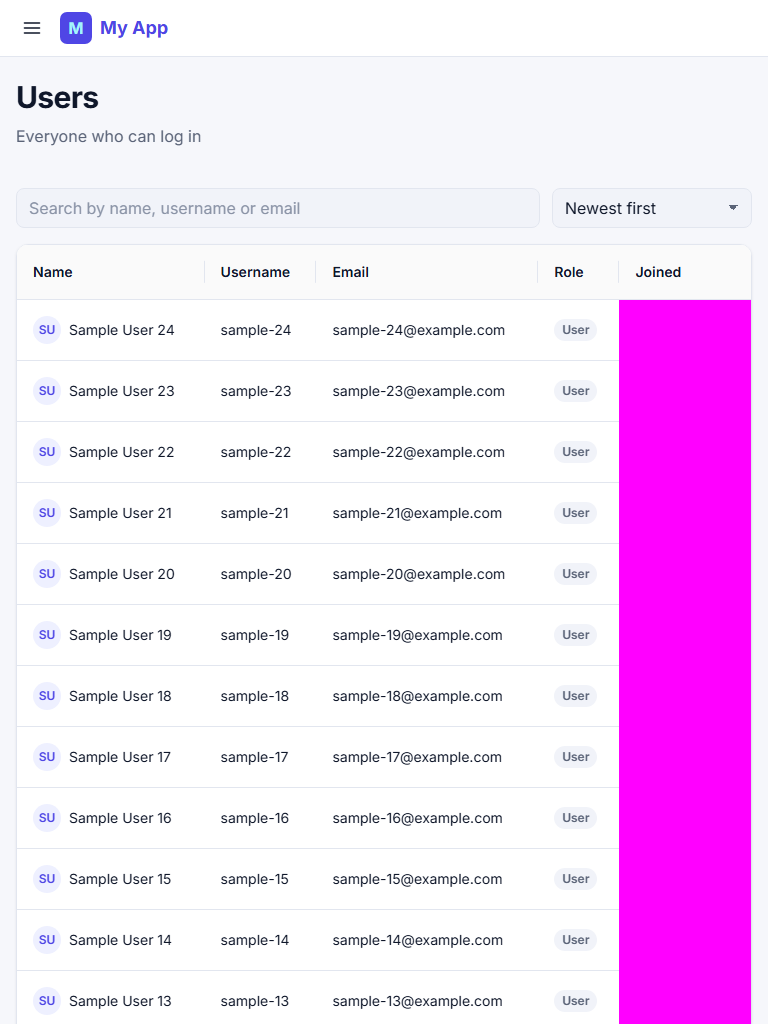 M My App
Users
Everyone who can log in
Search by name, username or email Newest first
Name Username Email Role Joined
SU Sample User 24 sample-24 sample-24@example.com User
SU Sample User 23 sample-23 sample-23@example.com User
SU Sample User 22 sample-22 sample-22@example.com User
SU Sample User 21 sample-21 sample-21@example.com User
SU Sample User 20 sample-20 sample-20@example.com User
SU Sample User 19 sample-19 sample-19@example.com User
SU Sample User 18 sample-18 sample-18@example.com User
SU Sample User 17 sample-17 sample-17@example.com User
SU Sample User 16 sample-16 sample-16@example.com User
SU Sample User 15 sample-15 sample-15@example.com User
SU Sample User 14 sample-14 sample-14@example.com User
SU Sample User 13 sample-13 sample-13@example.com User